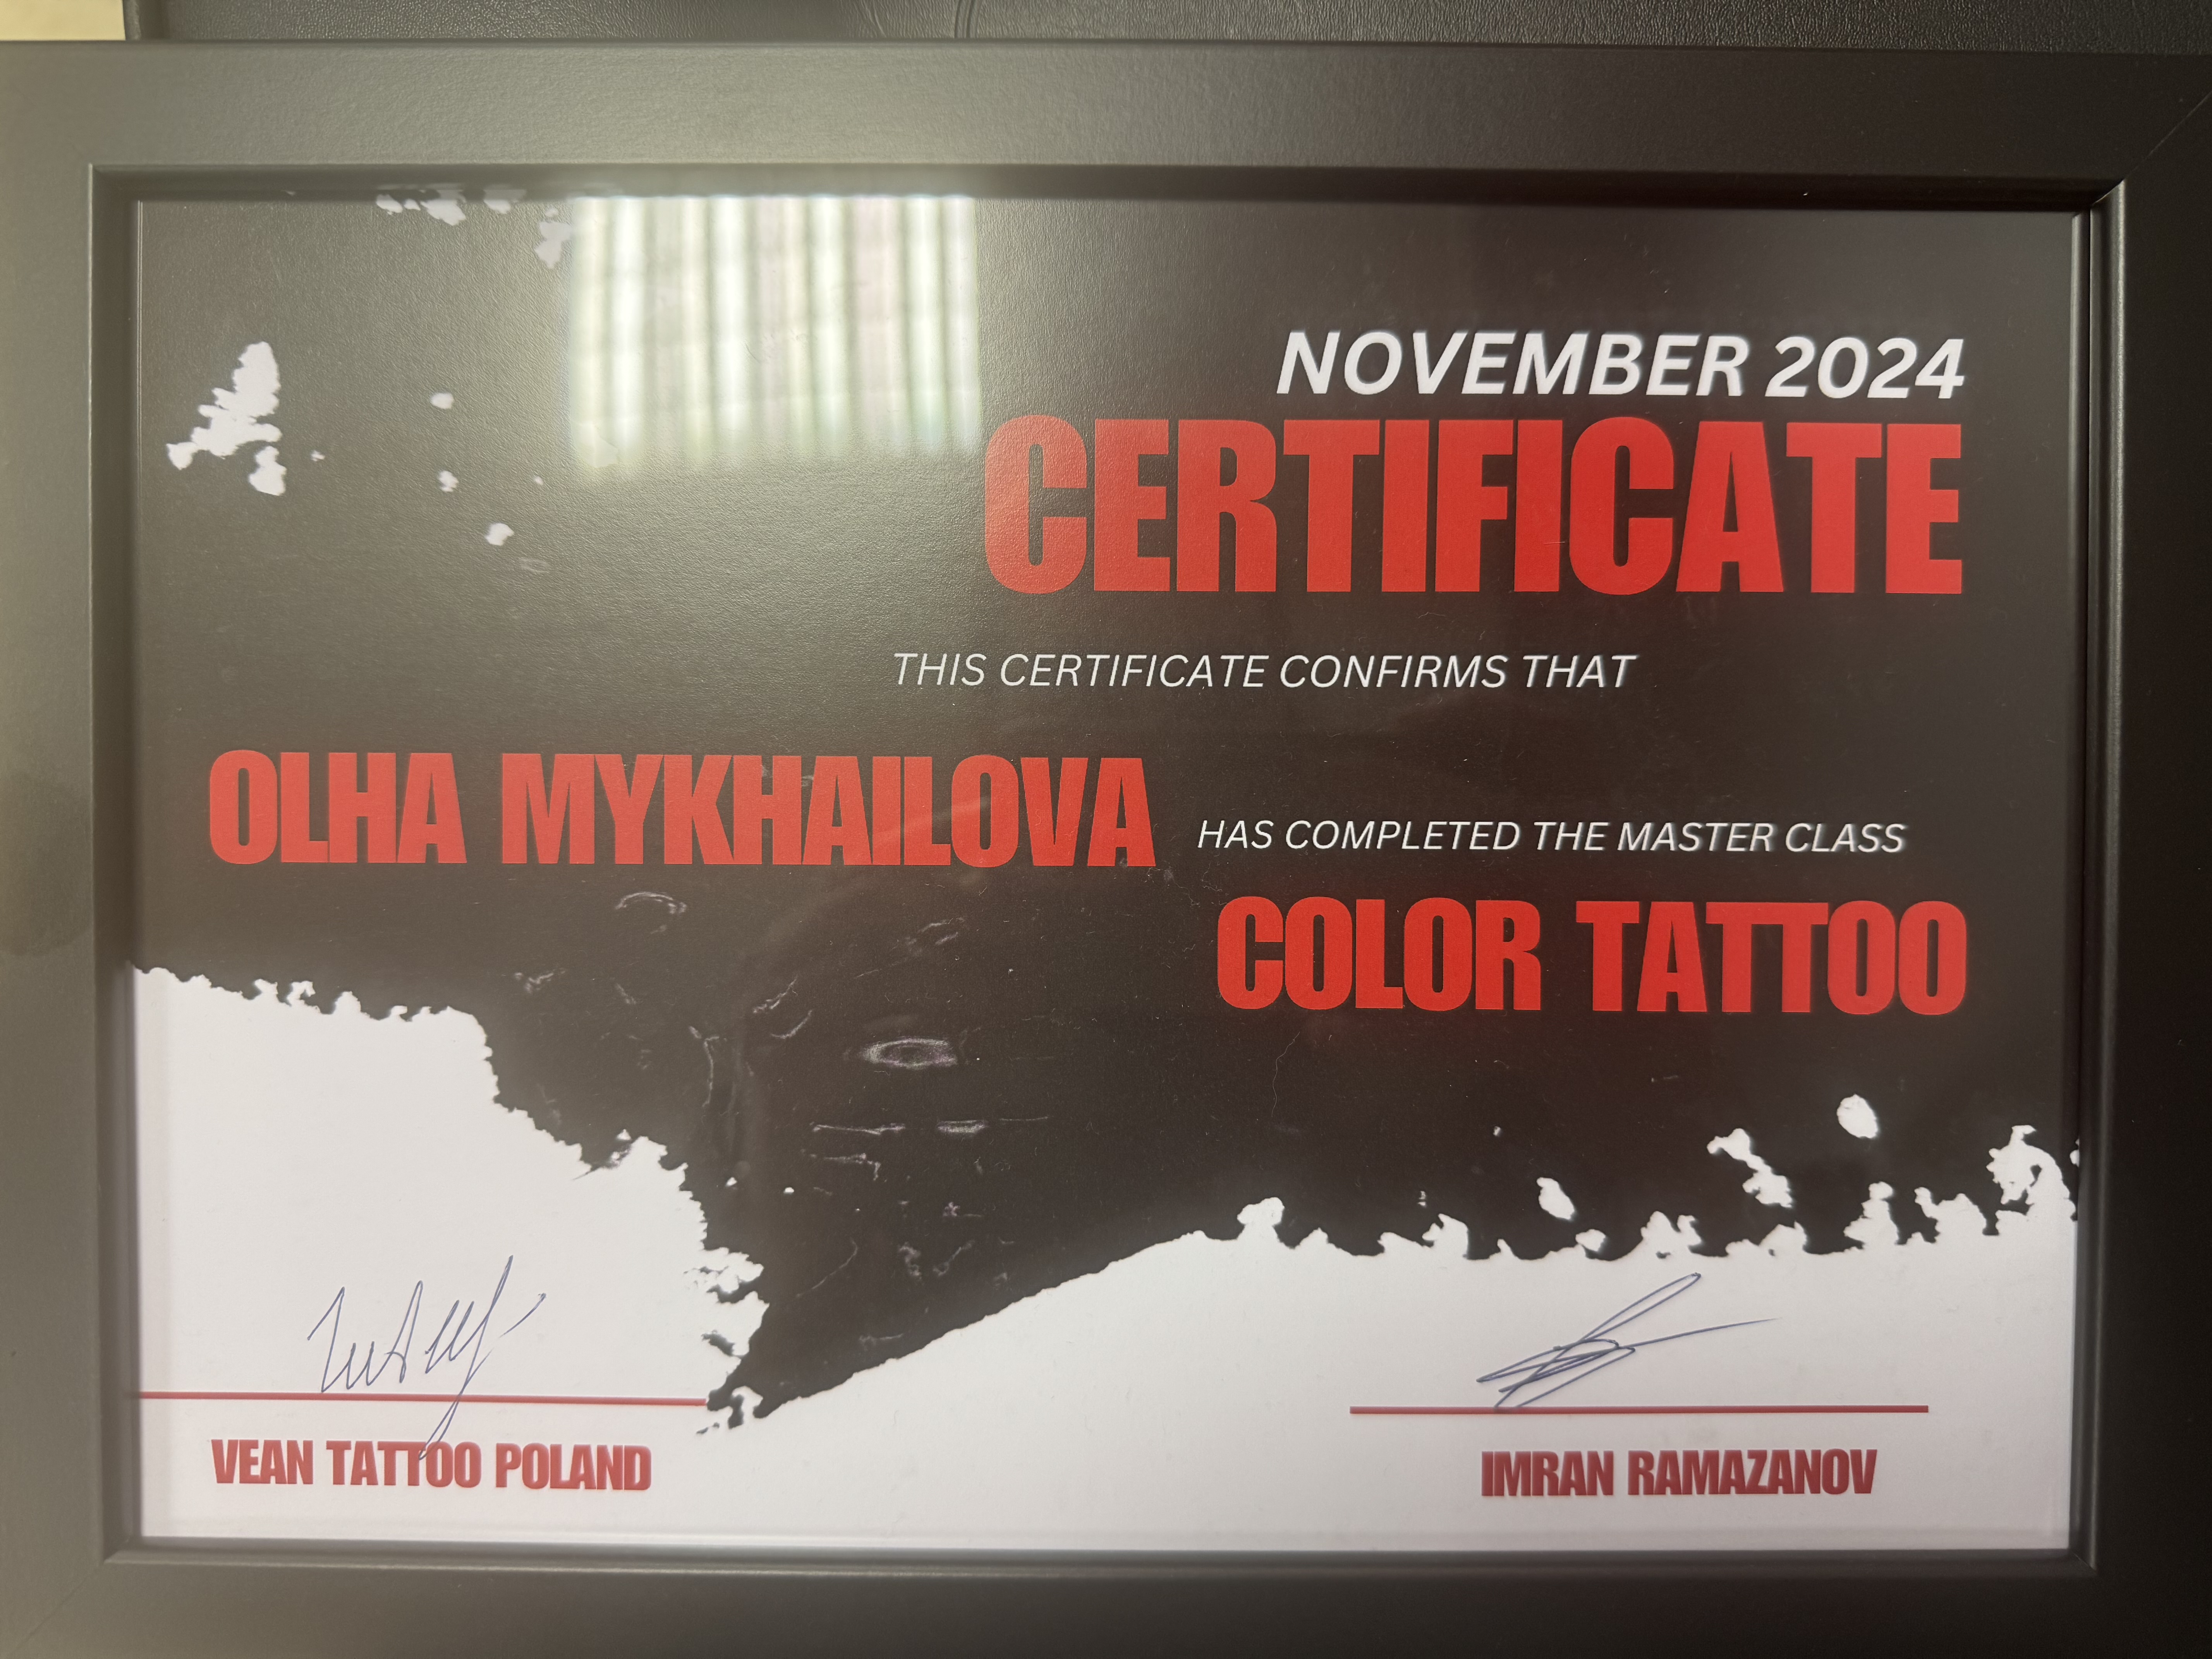 NOVEMBER 2024
CERTIFICATE
THIS CERTIFICATE CONFIRMS THAT
OLHA MYKHAILOVA
HAS COMPLETED THE MASTER CLASS
COLOR TATTOO
VEAN TATTOO POLAND
IMRAN RAMAZANOV